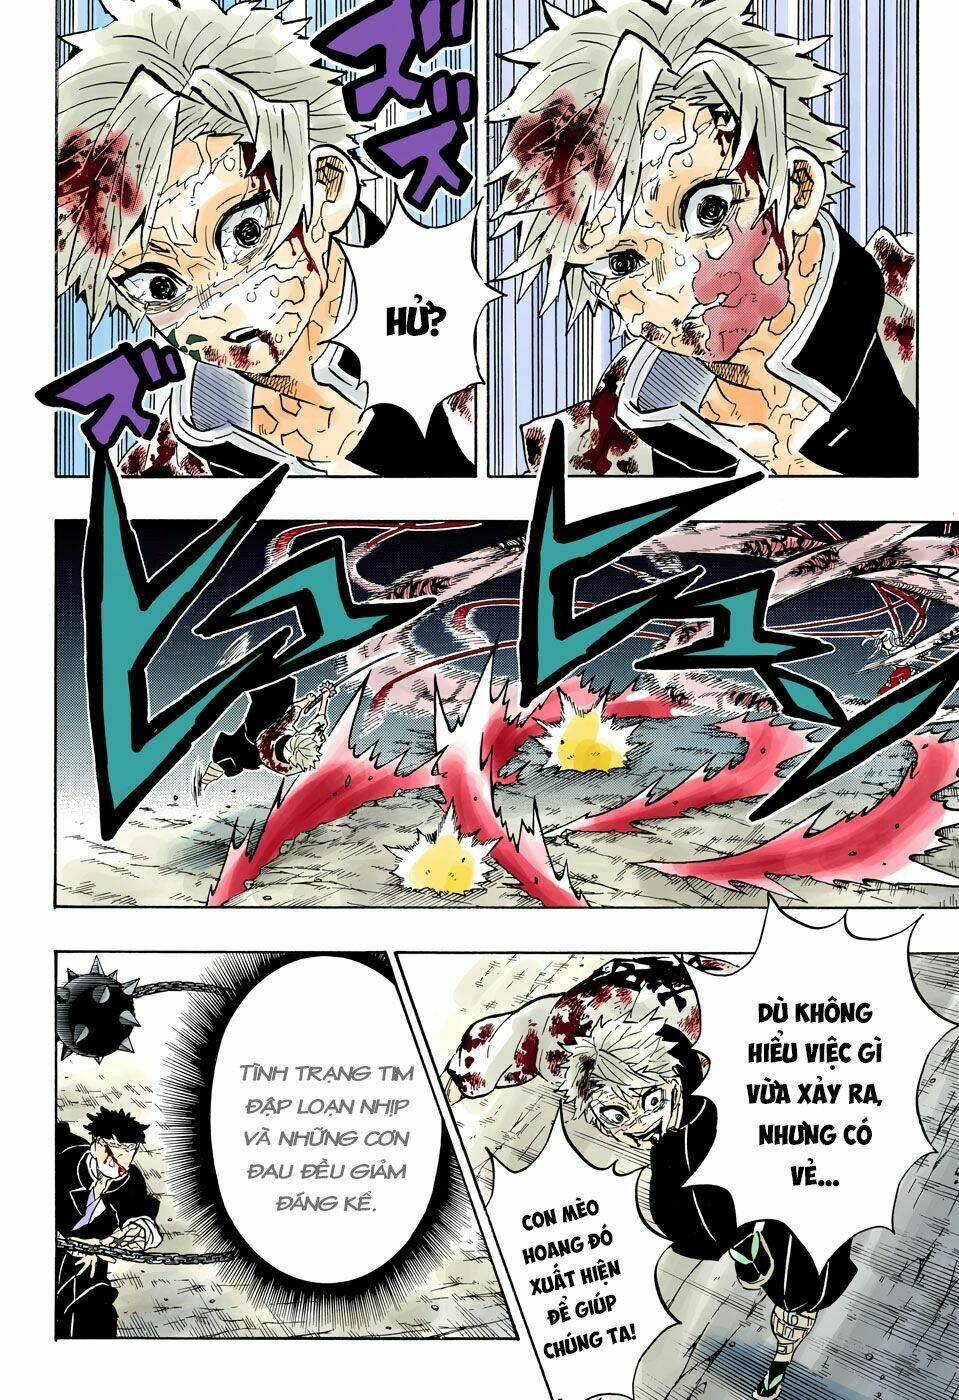 ズズズ
HỬ?
ヒュヒュン
DÙ KHÔNG
HIỂU VIỆC GÌ
VỪA XẢY RA,
NHƯNG CÓ
VẺ...
CON MÈO
HOANG ĐÓ
XUẤT HIỆN
ĐỂ GIÚP
CHÚNG TA!
TÌNH TRẠNG TIM
ĐẬP LOẠN NHỊP
VÀ NHỮNG CƠN
ĐAU ĐỀU GIẢM
ĐÁNG KỂ.